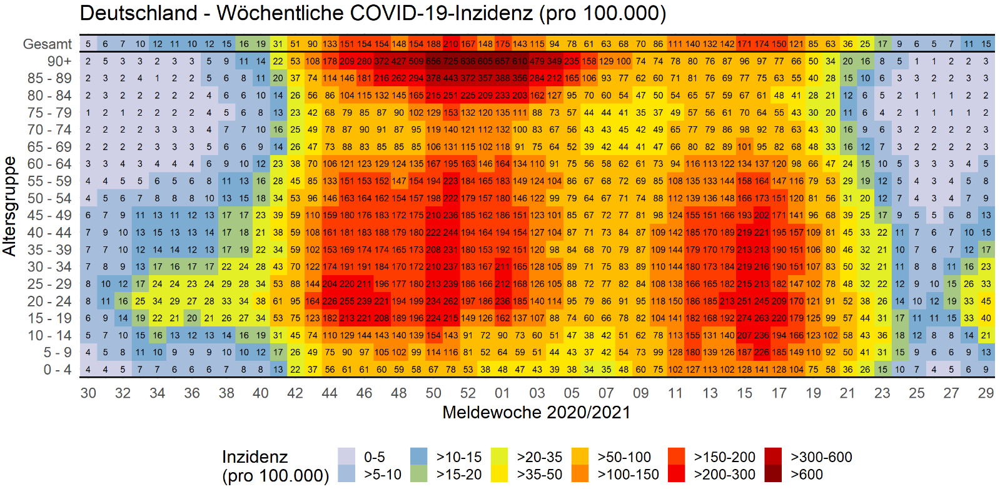 Deutschland - Wöchentliche COVID-19-Inzidenz (pro 100.000)
Gesamt 5 6 7 10 12 11 10 12 15 16 19 31 51 90 133 151 154 154 148 154 188 210 167 148 175 143 115 94 78 61 63 68 70 86 111 140 132 142 171 174 150 121 85 63 36 25 17 9 6 5 7 11 15
90+ 2 5 3 3 2 3 3 5 9 11 14 22 53 108 178 209 280 372 427 509 656 725 636 605 657 610 479 349 235 158 129 100 74 74 78 80 76 87 96 97 77 66 50 34 20 16 8 5 1 1 2 2 3
85 - 89 2 3 2 4 1 2 2 5 6 8 11 20 37 74 114 146 181 216 262 294 378 443 372 357 388 356 284 212 165 106 93 77 62 60 71 81 76 69 77 75 63 55 40 28 15 10 6 3 3 2 2 3 3
80 - 84 2 3 2 2 2 2 2 4 6 6 10 14 26 56 86 104 115 132 145 165 215 251 225 209 233 203 162 127 95 70 60 54 47 50 54 65 57 59 67 61 48 41 28 21 12 6 5 2 1 1 1 2 2
75 - 79 1 2 1 2 2 2 2 4 5 6 8 13 23 42 68 79 85 87 90 102 129 153 132 120 135 111 88 73 57 44 44 41 35 37 49 57 56 61 70 64 55 43 30 20 11 6 4 2 1 1 1 1 2
70 - 74 2 2 2 2 3 3 3 4 7 7 10 16 25 49 78 87 90 91 87 95 119 140 121 112 132 100 83 67 56 43 43 45 42 49 65 77 79 86 98 92 78 63 43 30 16 9 6 3 2 2 2 2 3
65 - 69 2 2 2 2 3 3 3 5 6 6 9 14 26 47 73 88 83 85 85 85 106 131 115 102 118 91 75 64 52 39 42 44 41 47 66 80 82 89 101 95 82 68 48 33 16 12 7 3 2 2 2 2 3
60 - 64 3 3 4 3 4 4 4 6 9 10 12 23 38 70 106 121 123 129 124 135 167 195 163 146 164 134 110 91 75 56 58 62 61 73 94 116 113 122 134 137 120 98 66 47 24 15 10 5 3 3 3 4 5
55 - 59 4 4 5 5 6 5 6 8 11 13 16 28 45 85 133 151 153 152 147 154 194 223 184 165 183 149 124 104 86 67 68 72 69 85 108 135 133 144 158 164 147 116 79 53 29 19 12 5 4 3 4 5 8
50 - 54 4 5 6 7 8 8 8 10 13 15 18 34 53 96 146 163 164 162 154 157 198 222 179 157 180 146 122 99 79 64 67 71 74 88 112 139 136 148 166 173 151 120 81 56 31 20 12 7 4 3 4 7 9
45 - 49 6 7 9 11 13 11 12 13 17 17 23 39 59 110 159 180 176 183 172 175 210 236 185 162 189 153 123 101 85 67 72 77 81 98 124 155 151 166 193 202 171 141 96 68 39 25 17 9 5 5 6 8 13
40 - 44 7 9 10 13 15 13 13 14 17 18 21 38 59 108 161 181 183 188 179 180 222 244 194 164 194 154 127 104 87 71 73 84 87 109 142 185 170 189 219 221 195 157 109 81 45 33 22 11 7 6 7 10 15
35 - 39 7 7 10 12 14 14 12 13 17 19 22 34 59 102 153 169 174 174 165 173 208 231 180 153 192 151 120 98 84 68 70 79 87 109 144 179 170 179 213 213 190 151 106 80 46 32 21 10 7 6 7 12 17
30 - 34 7 8 9 13 17 16 17 17 22 24 28 43 70 122 174 191 191 184 170 172 210 237 183 167 211 165 128 105 89 71 75 83 89 110 144 180 173 184 215 216 188 151 107 83 50 32 21 11 8 8 11 16 23
25 - 29 8 10 12 17 24 24 23 24 29 28 34 53 88 144 204 220 211 196 177 180 213 239 186 166 212 168 126 105 88 72 77 82 84 108 138 166 165 182 215 213 182 147 102 78 48 32 22 12 9 10 15 26 33
20 - 24 8 11 16 25 34 29 27 28 33 34 38 61 95 164 226 255 239 221 194 199 234 262 197 186 236 185 140 114 95 79 86 91 95 118 150 186 185 213 251 245 209 170 121 91 52 38 26 14 10 12 19 33 45
15 - 19 6 9 14 19 22 21 20 21 26 27 34 53 75 123 182 213 221 208 189 196 224 215 149 126 162 137 107 88 74 60 66 78 82 104 141 182 168 192 274 263 220 179 125 99 57 44 31 17 11 11 15 33 40
10 - 14 5 7 10 15 16 13 12 13 14 16 19 31 45 74 110 129 144 143 140 139 154 143 91 72 90 73 60 51 47 38 42 51 62 78 113 155 131 140 207 236 194 166 123 102 58 43 36 18 12 8 8 14 21
5 - 9 4 5 8 11 10 9 9 9 10 10 12 17 26 49 75 90 97 105 102 99 114 116 81 52 64 59 51 44 43 37 42 54 73 99 128 180 139 126 187 226 185 149 110 92 50 41 31 15 9 6 6 9 13
0 - 4 4 4 5 7 7 6 6 6 7 8 8 13 22 37 56 61 61 60 59 58 67 78 53 38 48 47 43 39 38 34 35 48 60 75 102 127 113 102 128 141 128 104 75 58 36 26 15 10 7 4 5 6 9
30 32 34 36 38 40 42 44 46 48 50 52 01 03 05 07 09 11 13 15 17 19 21 23 25 27 29
Meldewoche 2020/2021
Altersgruppe
Inzidenz
(pro 100.000)
0-5 >10-15 >20-35 >50-100 >150-200 >300-600
>5-10 >15-20 >35-50 >100-150 >200-300 >600